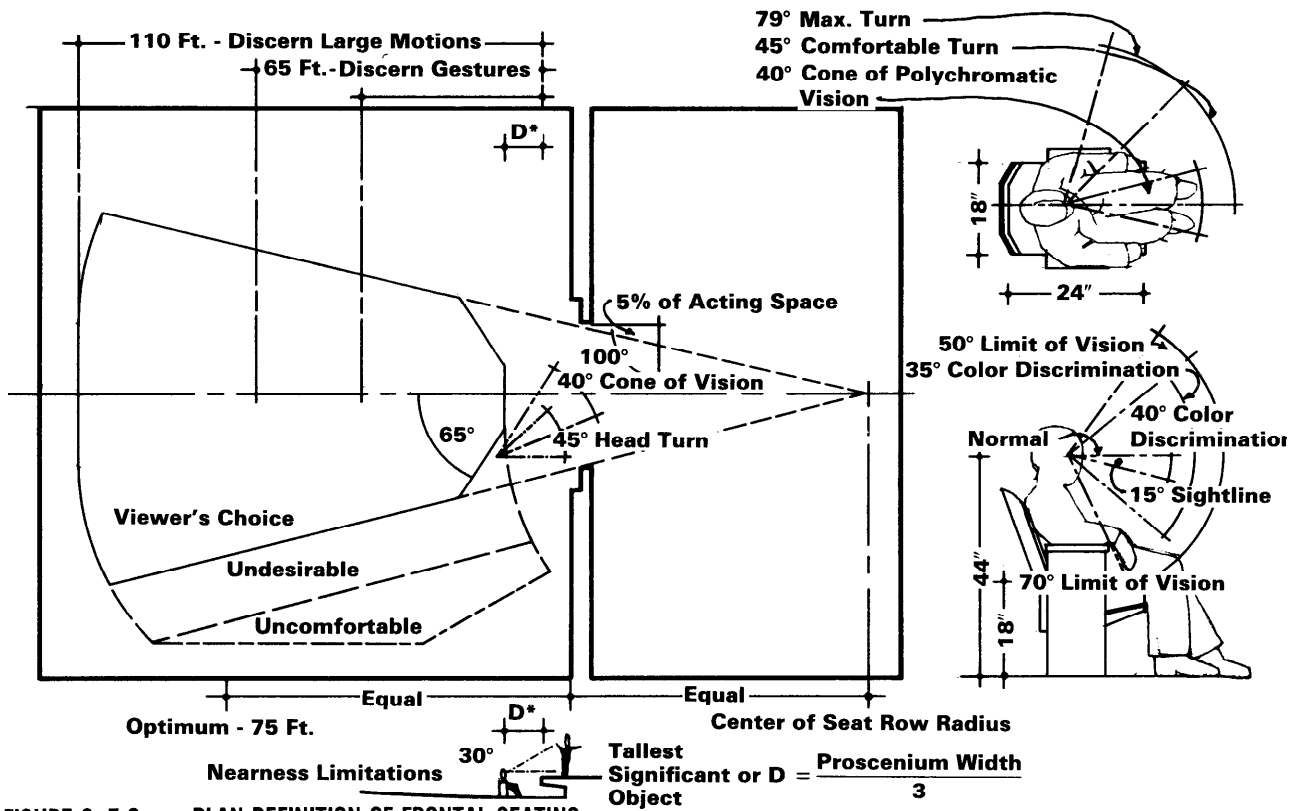 110 Ft. - Discern Large Motions
65 Ft.-Discern Gestures
D*
79° Max. Turn
45° Comfortable Turn
40° Cone of Polychromatic
Vision
18″
24″
5% of Acting Space
100°
40° Cone of Vision
65°
45° Head Turn
50° Limit of Vision
35° Color Discrimination
40° Color
Discrimination
Normal
15° Sightline
44″
70° Limit of Vision
18″
Viewer's Choice
Undesirable
Uncomfortable
Equal
Equal
Optimum - 75 Ft.
D*
Center of Seat Row Radius
30°
Nearness Limitations
Tallest
Significant or D = Proscenium Width
3
Object
PLAN DEFINITION OF FRONTAL SEATING